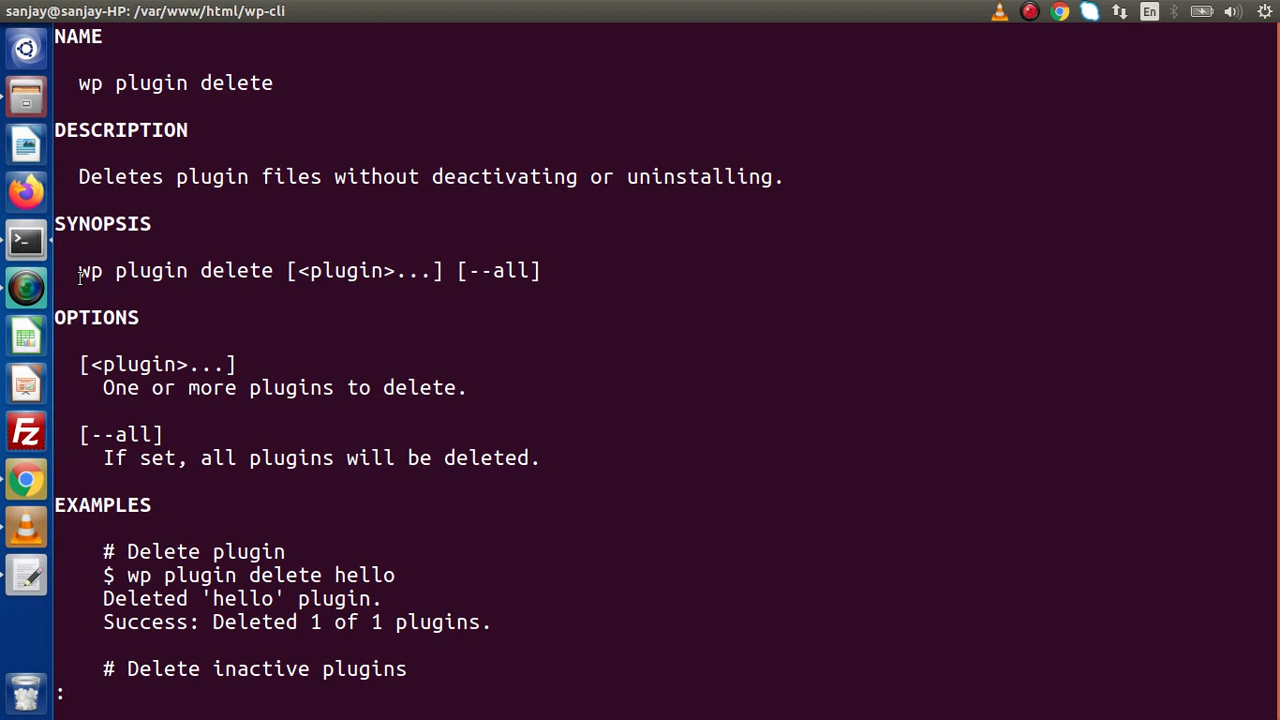 sanjay@sanjay-HP: /var/www/html/wp-cli
En
NAME
wp plugin delete
DESCRIPTION
Deletes plugin files without deactivating or uninstalling.
SYNOPSIS
wp plugin delete [<plugin>...] [--all]
OPTIONS
[<plugin>...]
One or more plugins to delete.
[--all]
If set, all plugins will be deleted.
EXAMPLES
# Delete plugin
$ wp plugin delete hello
Deleted 'hello' plugin.
Success: Deleted 1 of 1 plugins.
# Delete inactive plugins
:
Fz